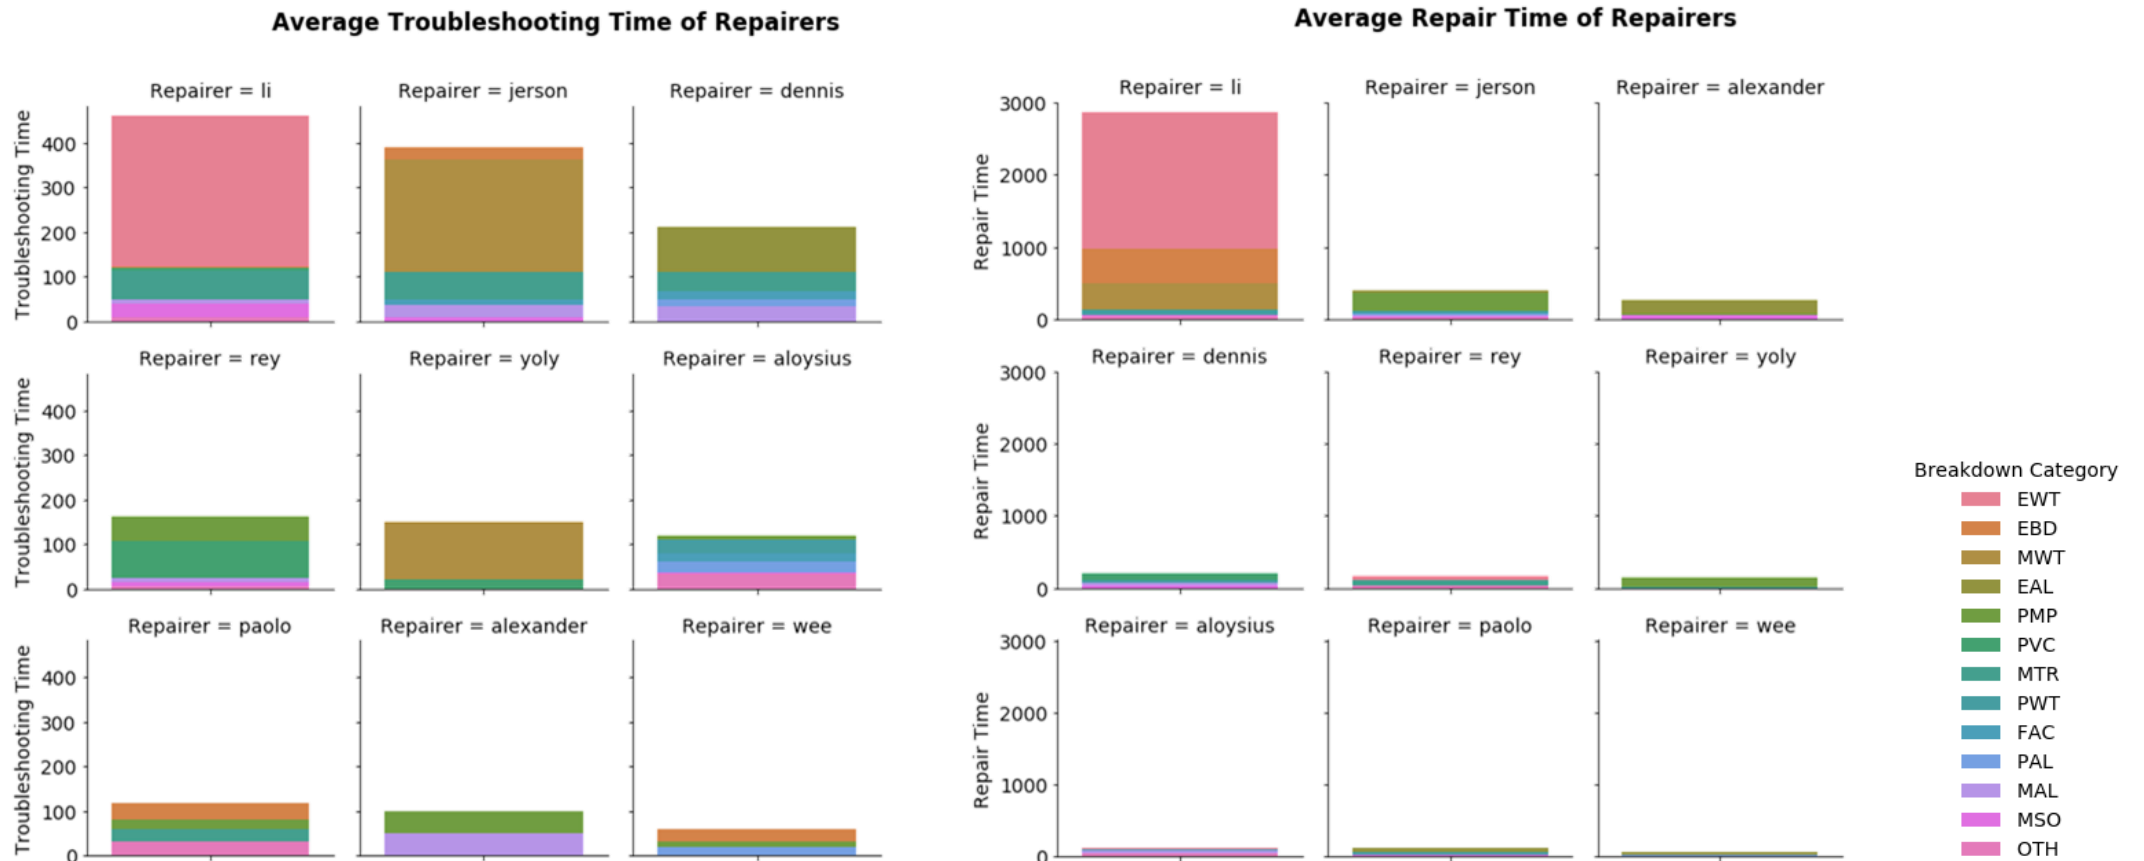 Average Troubleshooting Time of Repairers
Repairer = li
Repairer = jerson
Repairer = dennis
Troubleshooting Time
400
300
200
100
0
Repairer = rey
Repairer = yoly
Repairer = aloysius
Troubleshooting Time
400
300
200
100
0
Repairer = paolo
Repairer = alexander
Repairer = wee
Troubleshooting Time
400
300
200
100
0
Average Repair Time of Repairers
Repairer = li
Repairer = jerson
Repairer = alexander
Repair Time
3000
2000
1000
0
Repairer = dennis
Repairer = rey
Repairer = yoly
Repair Time
3000
2000
1000
0
Repairer = aloysius
Repairer = paolo
Repairer = wee
Repair Time
3000
2000
1000
0
Breakdown Category
EWT
EBD
MWT
EAL
PMP
PVC
MTR
PWT
FAC
PAL
MAL
MSO
OTH